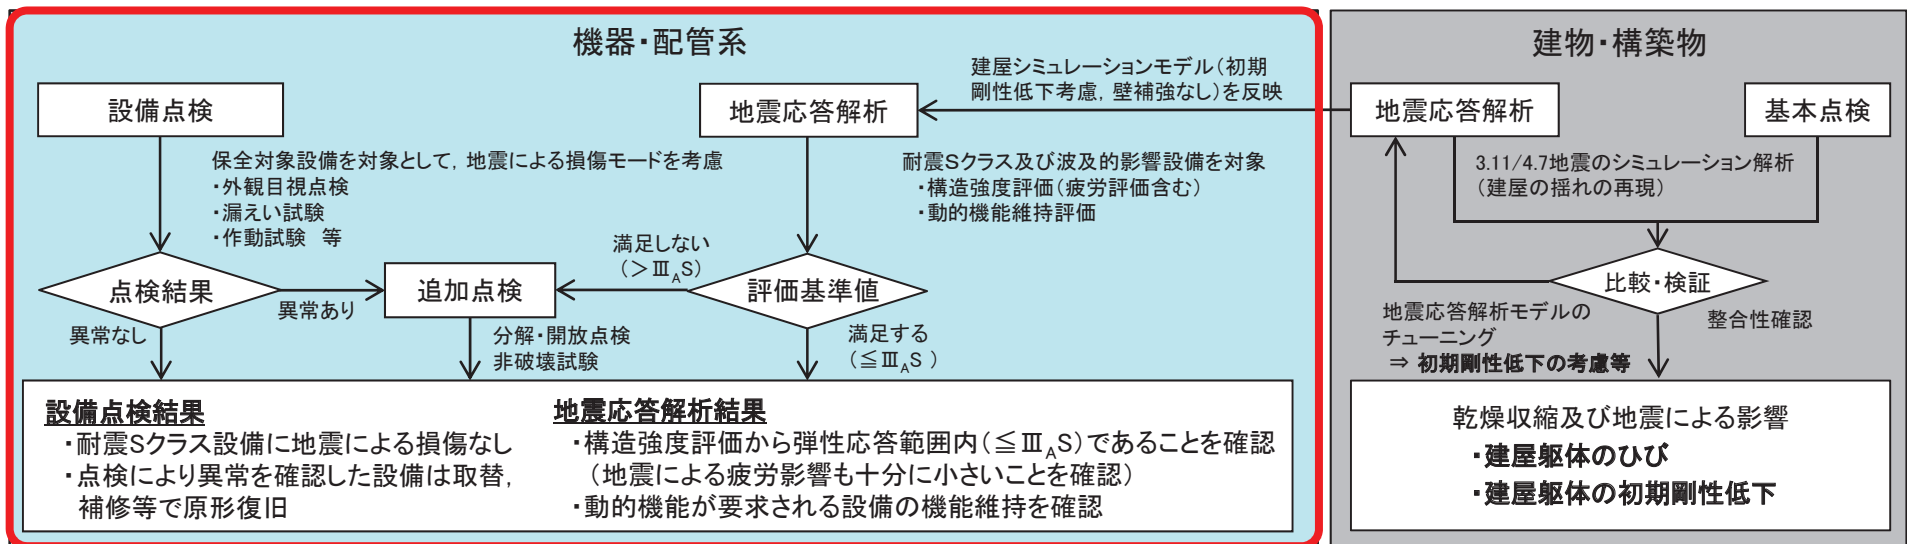 機器・配管系
設備点検
保全対象設備を対象として，地震による損傷モードを考慮
・外観目視点検
・漏えい試験
・作動試験　等
点検結果
異常なし
異常あり
追加点検
分解・開放点検
非破壊試験
建屋シミュレーションモデル（初期
剛性低下考慮，壁補強なし）を反映
地震応答解析
耐震Sクラス及び波及的影響設備を対象
・構造強度評価（疲労評価含む）
・動的機能維持評価
満足しない
（＞ⅢAS）
評価基準値
満足する
（≦ⅢAS ）
設備点検結果
・耐震Sクラス設備に地震による損傷なし
・点検により異常を確認した設備は取替，
補修等で原形復旧
地震応答解析結果
・構造強度評価から弾性応答範囲内（≦ⅢAS）であることを確認
（地震による疲労影響も十分に小さいことを確認）
・動的機能が要求される設備の機能維持を確認
建物・構築物
地震応答解析
基本点検
3.11/4.7地震のシミュレーション解析
（建屋の揺れの再現）
比較・検証
地震応答解析モデルの
チューニング
⇒ 初期剛性低下の考慮等
整合性確認
乾燥収縮及び地震による影響
・建屋躯体のひび
・建屋躯体の初期剛性低下